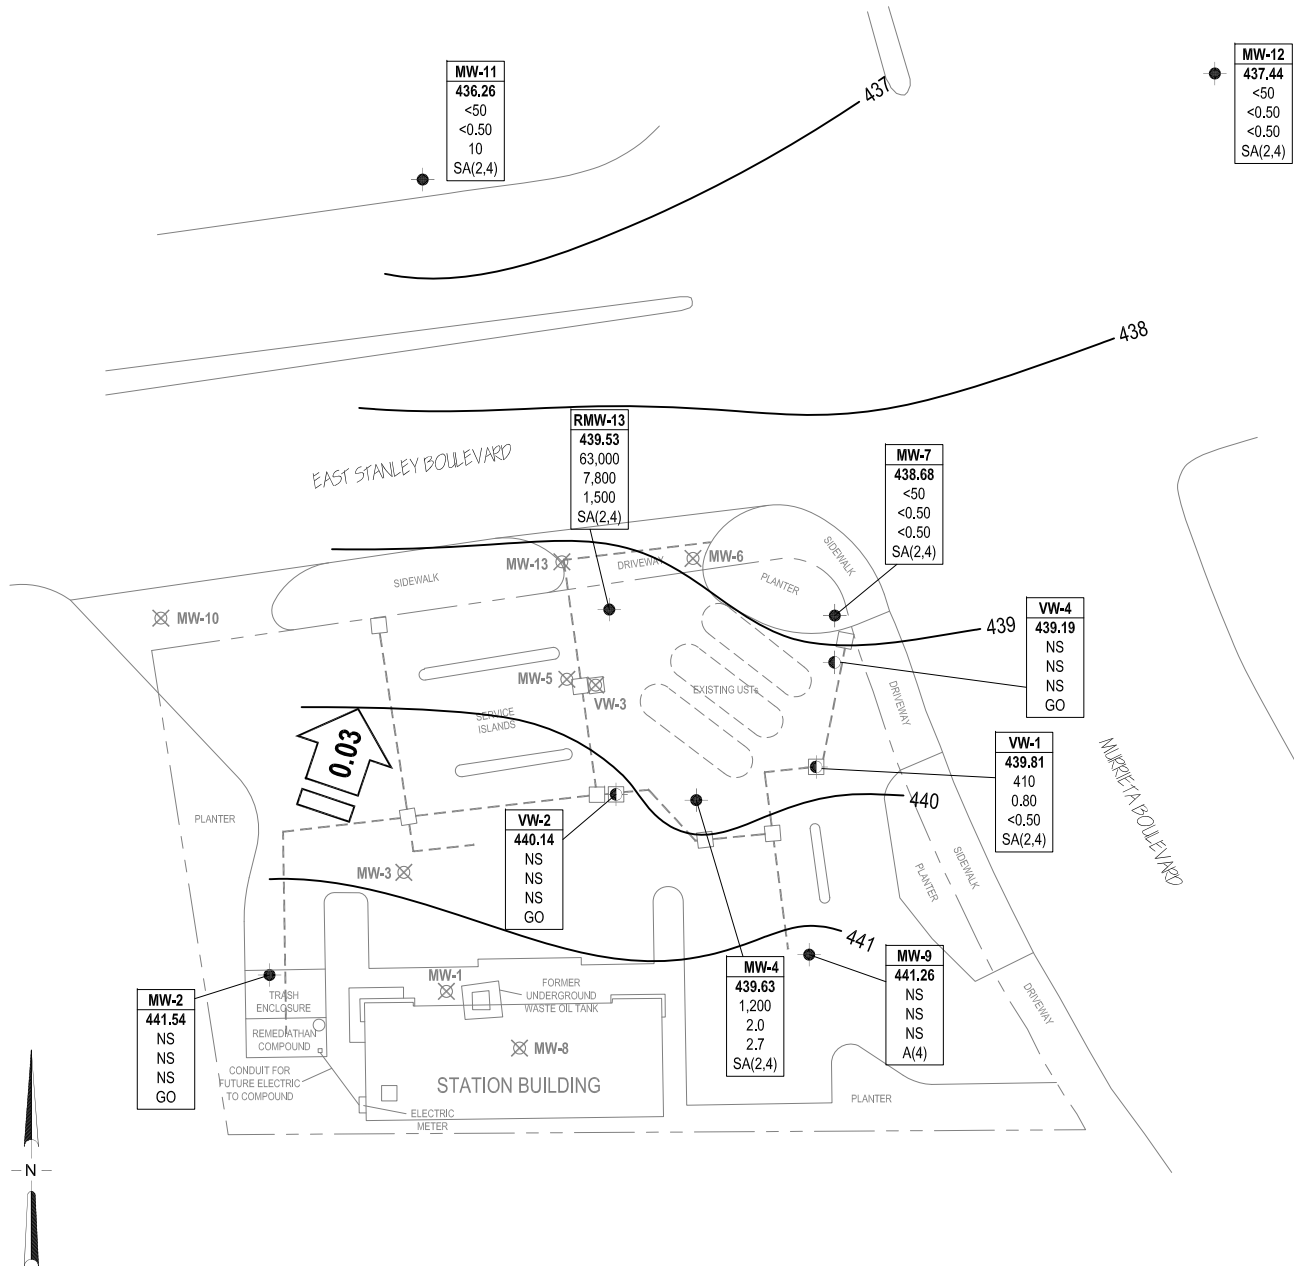 MW-11
436.26
<50
<0.50
10
SA(2,4)
437
MW-12
437.44
<50
<0.50
<0.50
SA(2,4)
438
RMW-13
439.53
63,000
7,800
1,500
SA(2,4)
EAST STANLEY BOULEVARD
MW-7
438.68
<50
<0.50
<0.50
SA(2,4)
MW-13
DRIVEWAY
MW-6
SIDEWALK
PLANTER
SIDEWALK
MW-10
439
VW-4
439.19
NS
NS
NS
GO
MW-5
VW-3
EXISTING USTs
DRIVEWAY
SERVICE
ISLANDS
0.03
VW-1
439.81
410
0.80
<0.50
SA(2,4)
MURRIETA BOULEVARD
440
PLANTER
VW-2
440.14
NS
NS
NS
GO
MW-3
PLANTER
SIDEWALK
441
MW-9
441.26
NS
NS
NS
A(4)
MW-4
439.63
1,200
2.0
2.7
SA(2,4)
MW-1
FORMER
UNDERGROUND
WASTE OIL TANK
DRIVEWAY
MW-2
441.54
NS
NS
NS
GO
TRASH
ENCLOSURE
REMEDIATHAN
COMPOUND
MW-8
CONDUIT FOR
FUTURE ELECTRIC
TO COMPOUND
STATION BUILDING
ELECTRIC
METER
PLANTER
N